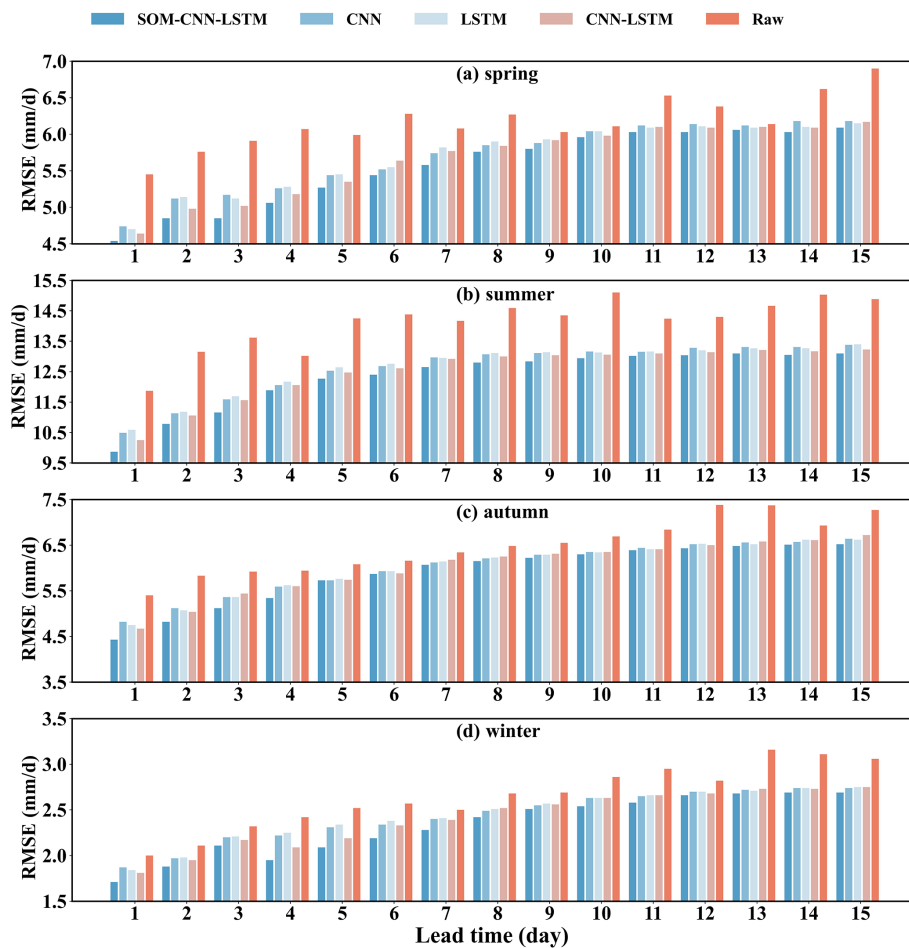 SOM-CNN-LSTM CNN LSTM CNN-LSTM Raw
(a) spring
RMSE (mm/d)
7.0
6.5
6.0
5.5
5.0
4.5
1 2 3 4 5 6 7 8 9 10 11 12 13 14 15
(b) summer
RMSE (mm/d)
15.5
14.5
13.5
12.5
11.5
10.5
9.5
1 2 3 4 5 6 7 8 9 10 11 12 13 14 15
(c) autumn
RMSE (mm/d)
7.5
6.5
5.5
4.5
3.5
1 2 3 4 5 6 7 8 9 10 11 12 13 14 15
(d) winter
RMSE (mm/d)
3.5
3.0
2.5
2.0
1.5
1 2 3 4 5 6 7 8 9 10 11 12 13 14 15
Lead time (day)